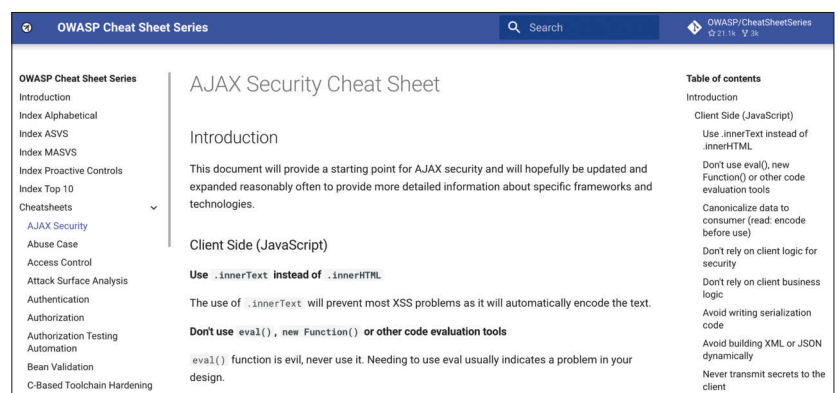 OWASP Cheat Sheet Series
Search
OWASP/CheatSheetSeries
21.1k 3k
OWASP Cheat Sheet Series
Introduction
Index Alphabetical
Index ASVS
Index MASVS
Index Proactive Controls
Index Top 10
Cheatsheets
AJAX Security
Abuse Case
Access Control
Attack Surface Analysis
Authentication
Authorization
Authorization Testing
Automation
Bean Validation
C-Based Toolchain Hardening
AJAX Security Cheat Sheet
Introduction
This document will provide a starting point for AJAX security and will hopefully be updated and
expanded reasonably often to provide more detailed information about specific frameworks and
technologies.
Client Side (JavaScript)
Use .innerText instead of .innerHTML
The use of .innerText will prevent most XSS problems as it will automatically encode the text.
Don't use eval(), new Function() or other code evaluation tools
eval() function is evil, never use it. Needing to use eval usually indicates a problem in your
design.
Table of contents
Introduction
Client Side (JavaScript)
Use .innerText instead of
.innerHTML
Don't use eval(), new
Function() or other code
evaluation tools
Canonicalize data to
consumer (read: encode
before use)
Don't rely on client logic for
security
Don't rely on client business
logic
Avoid writing serialization
code
Avoid building XML or JSON
dynamically
Never transmit secrets to the
client